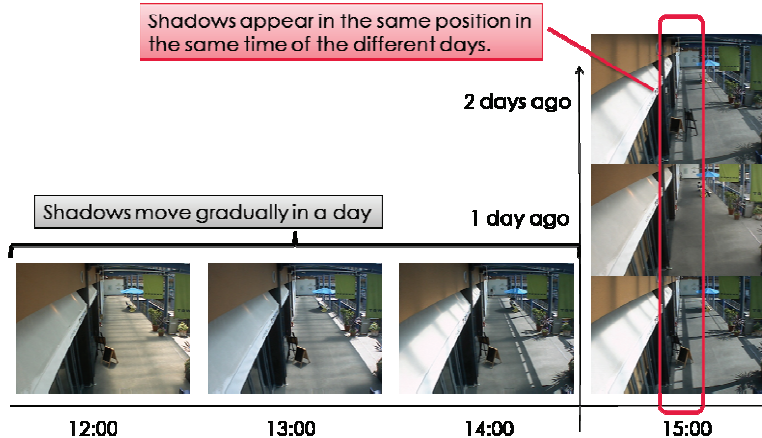 Shadows appear in the same position in
the same time of the different days.
2 days ago
Shadows move gradually in a day
1 day ago
12:00
13:00
14:00
15:00